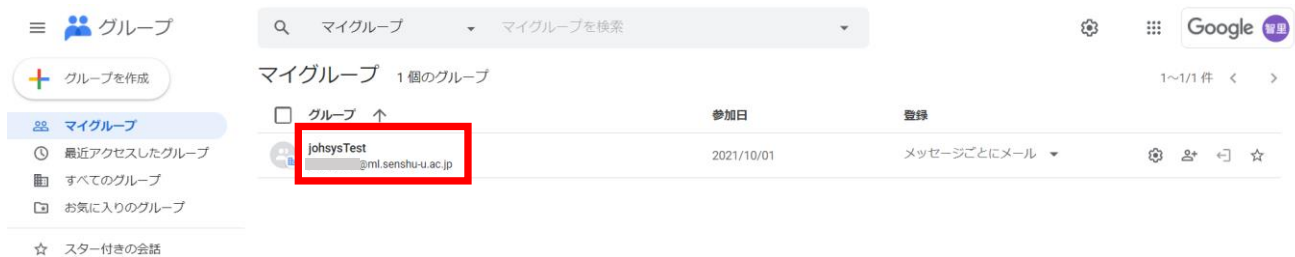 グループ
マイグループ マイグループを検索
Google 智里
グループを作成
マイグループ 1 個のグループ
1~1/1 件
グループ 参加日 登録
マイグループ
最近アクセスしたグループ
すべてのグループ
お気に入りのグループ
スター付きの会話
johsysTest
@ml.senshu-u.ac.jp
2021/10/01
メッセージごとにメール